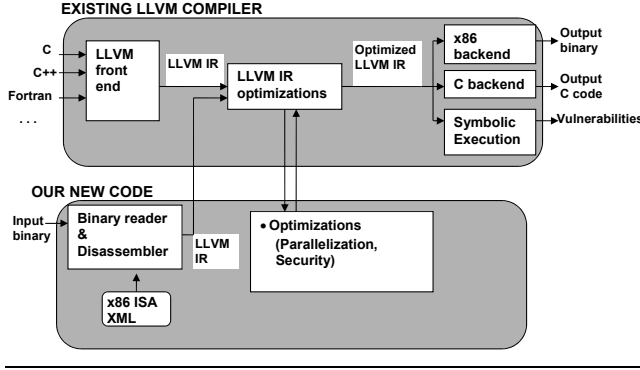 EXISTING LLVM COMPILER
C
C++
Fortran
. . .
LLVM
front
end
LLVM IR
LLVM IR
optimizations
Optimized
LLVM IR
x86
backend
C backend
Symbolic
Execution
Output
binary
Output
C code
Vulnerabilities
OUR NEW CODE
Input
binary
Binary reader
&
Disassembler
LLVM
IR
x86 ISA
XML
• Optimizations
(Parallelization,
Security)